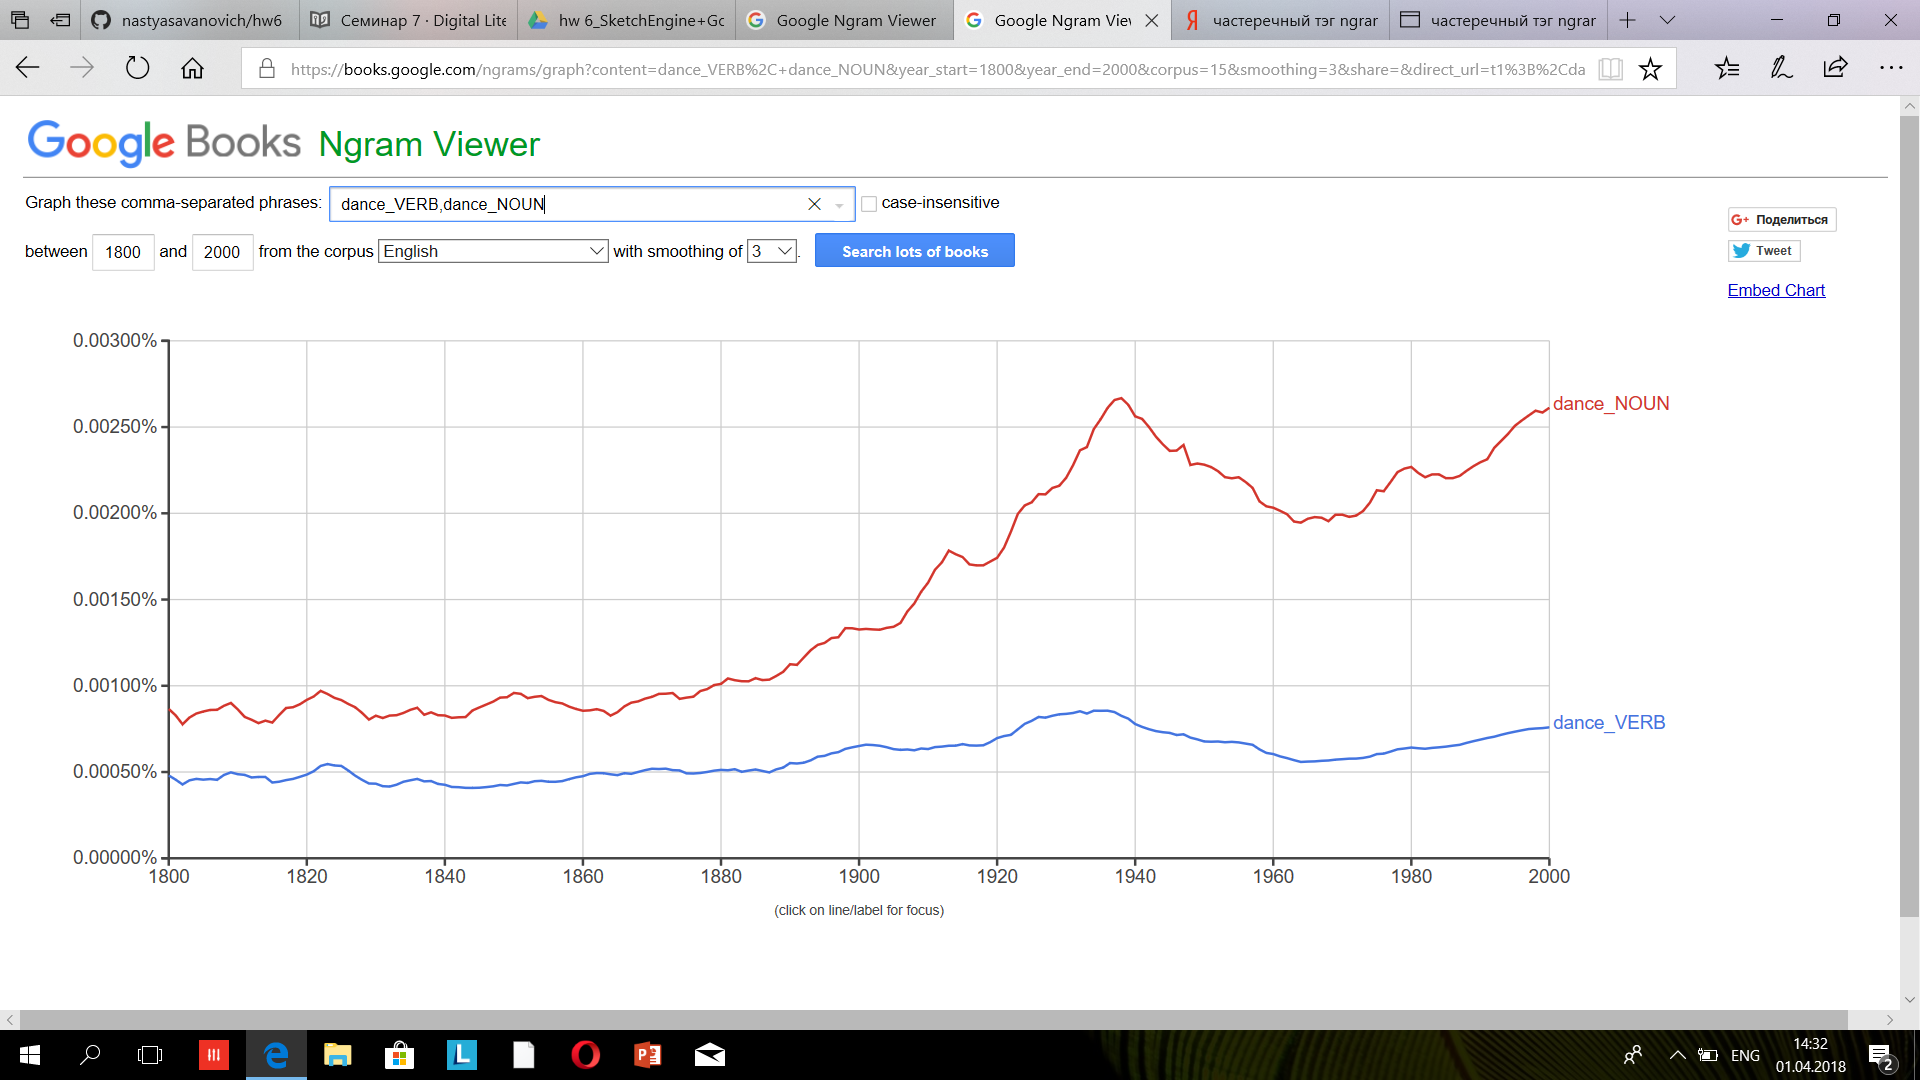 nastyasavanovich/hw6
Семинар 7 · Digital Lite
hw 6_SketchEngine+Go
Google Ngram Viewer
Google Ngram View
частеречный тэг ngrar
частеречный тэг ngrar
https://books.google.com/ngrams/graph?content=dance_VERB%2C+dance_NOUN&year_start=1800&year_end=2000&corpus=15&smoothing=3&share=&direct_url=t1%3B%2Cda
Google Books Ngram Viewer
Graph these comma-separated phrases: dance_VERB,dance_NOUN case-insensitive
between 1800 and 2000 from the corpus English with smoothing of 3. Search lots of books
G+ Поделиться
Tweet
Embed Chart
0.00300%
0.00250%
0.00200%
0.00150%
0.00100%
0.00050%
0.00000%
dance_NOUN
dance_VERB
1800 1820 1840 1860 1880 1900 1920 1940 1960 1980 2000
(click on line/label for focus)
ENG
14:32
01.04.2018
2